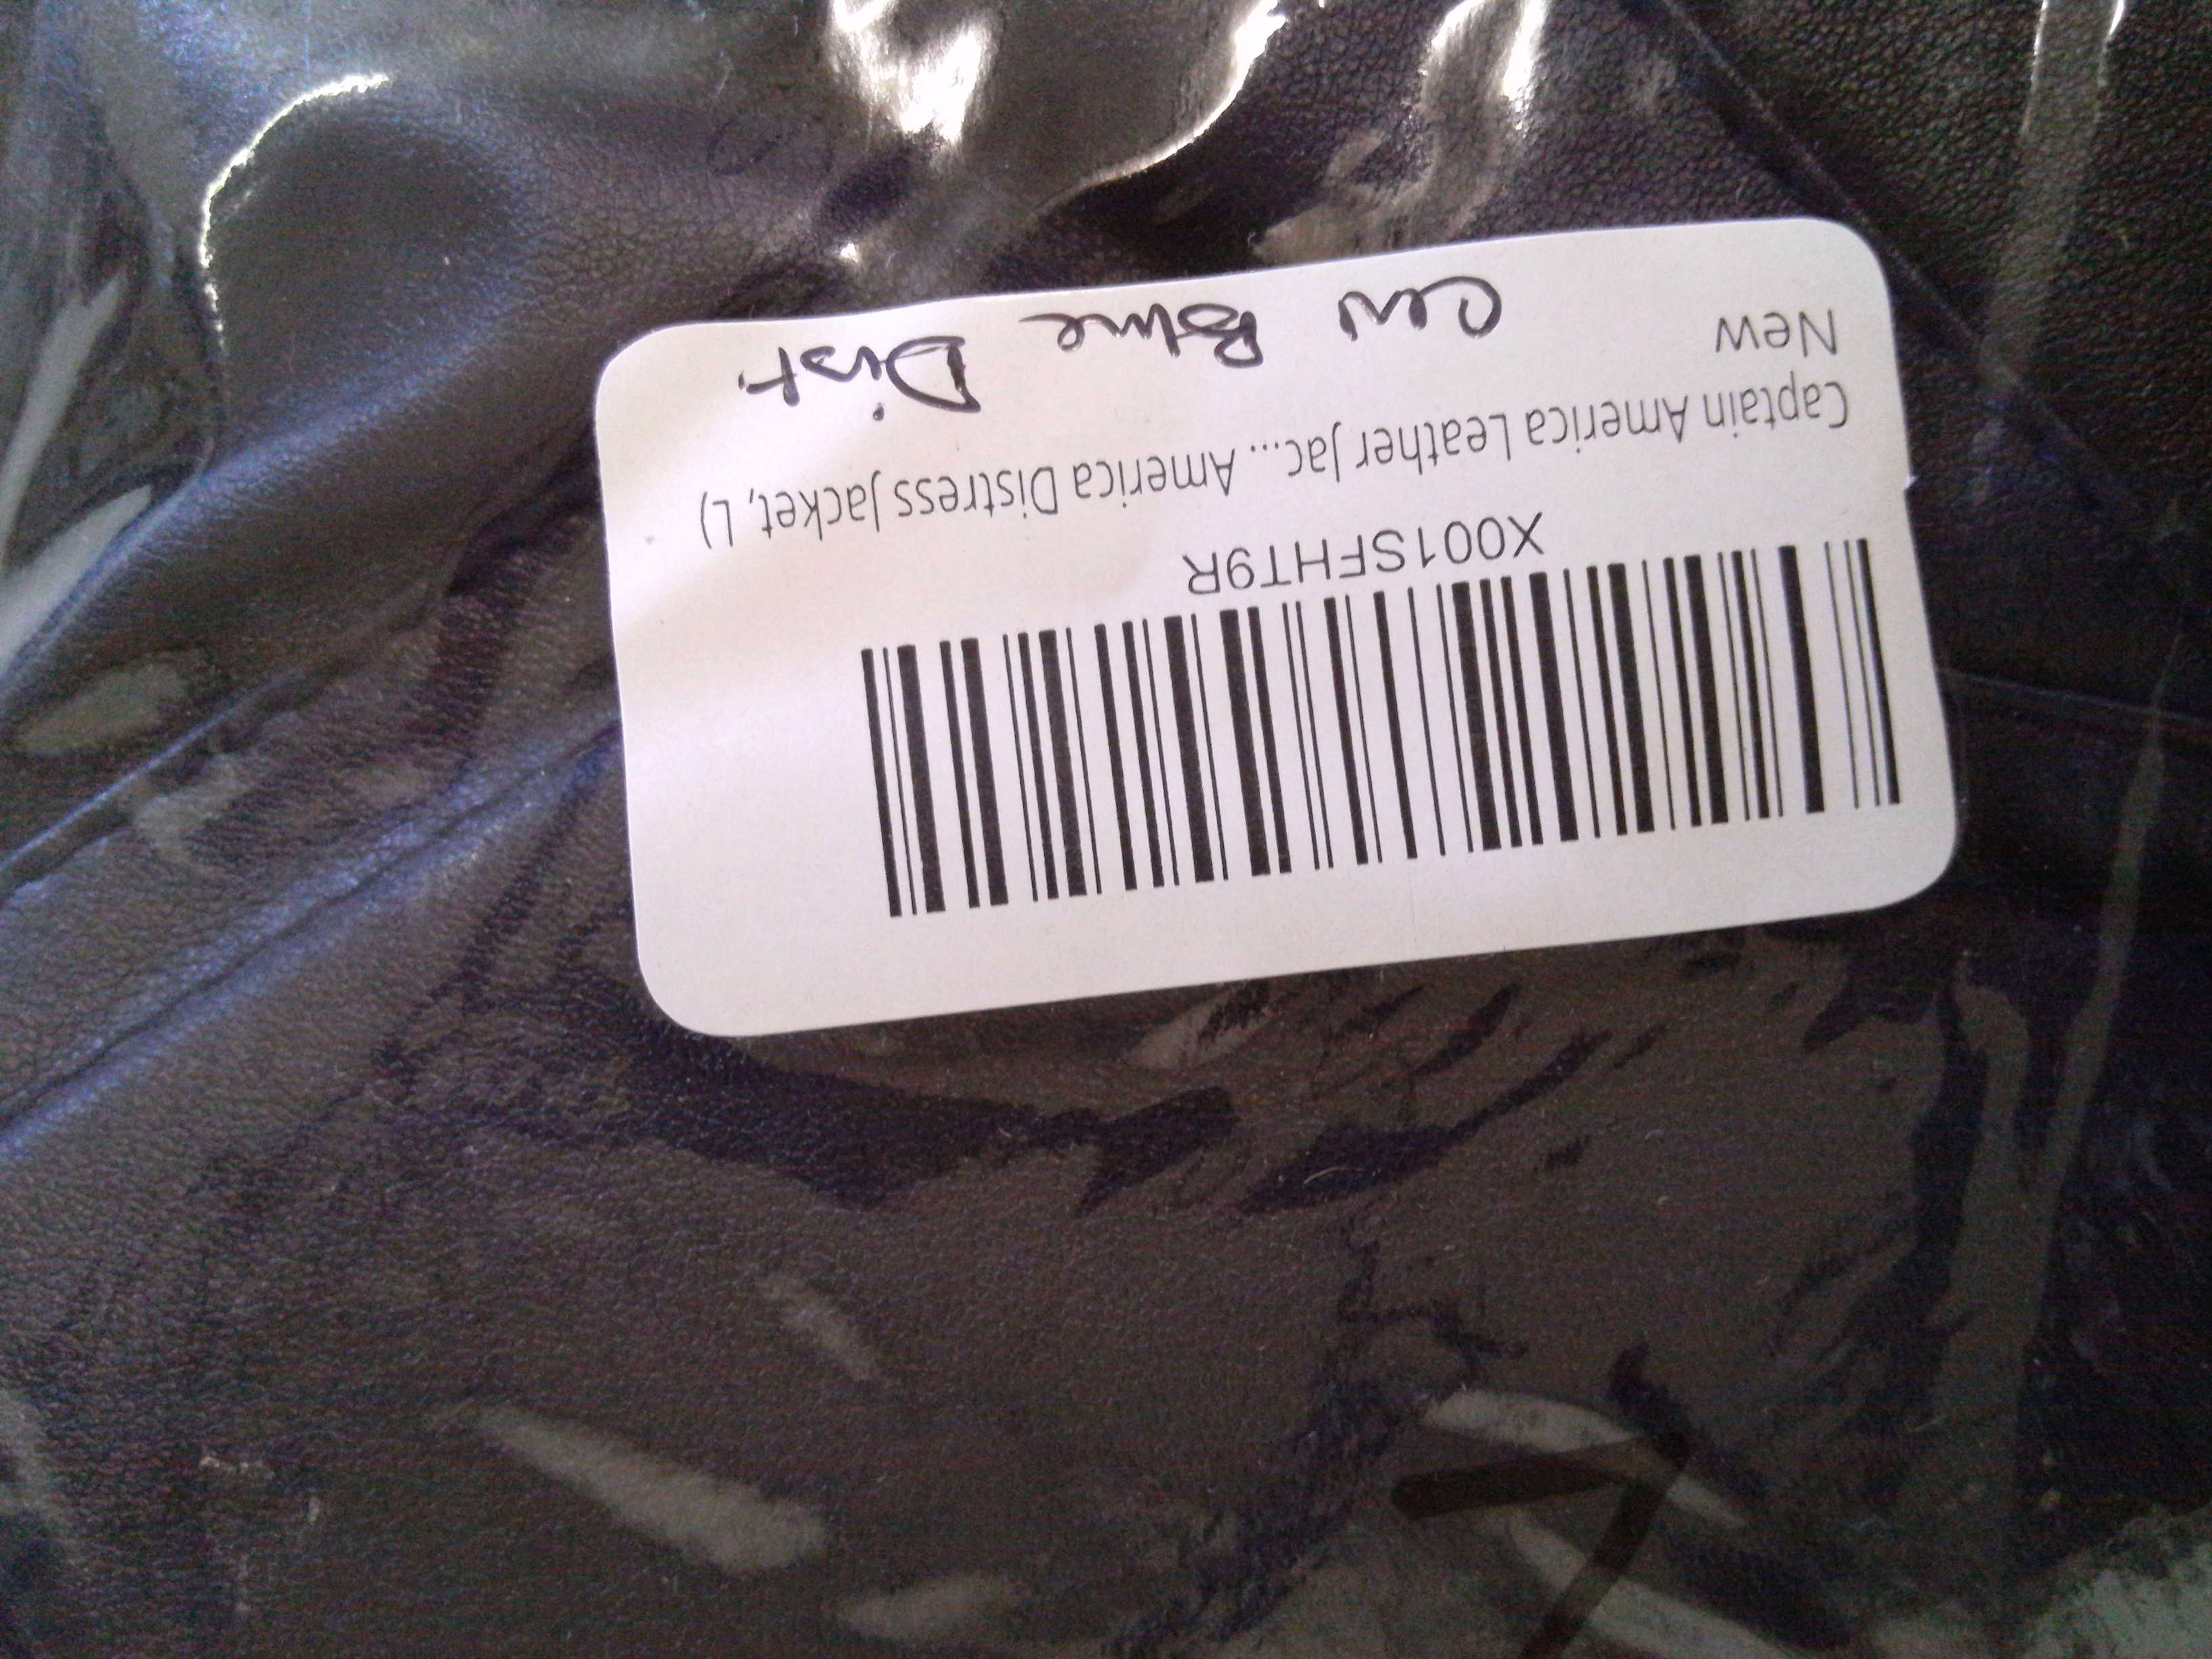 X001SFHT9R
Captain America Leather Jac... America Distress Jacket, L)
New
Blue Dist.
L